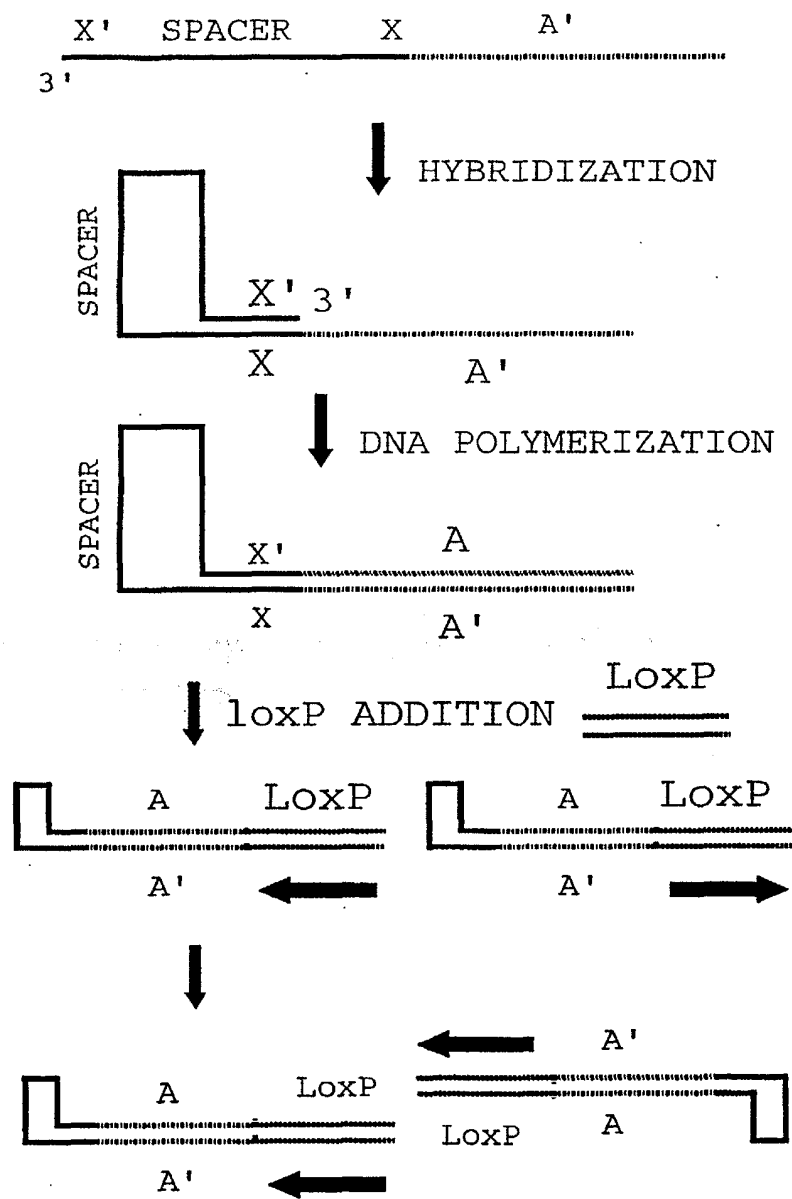 X' SPACER X A'
3'
HYBRIDIZATION
SPACER
X' 3'
X A'
DNA POLYMERIZATION
SPACER
X' A
X A'
LoxP
loxP ADDITION
A LoxP A LoxP
A' A'
A'
A LoxP
LoxP A
A'